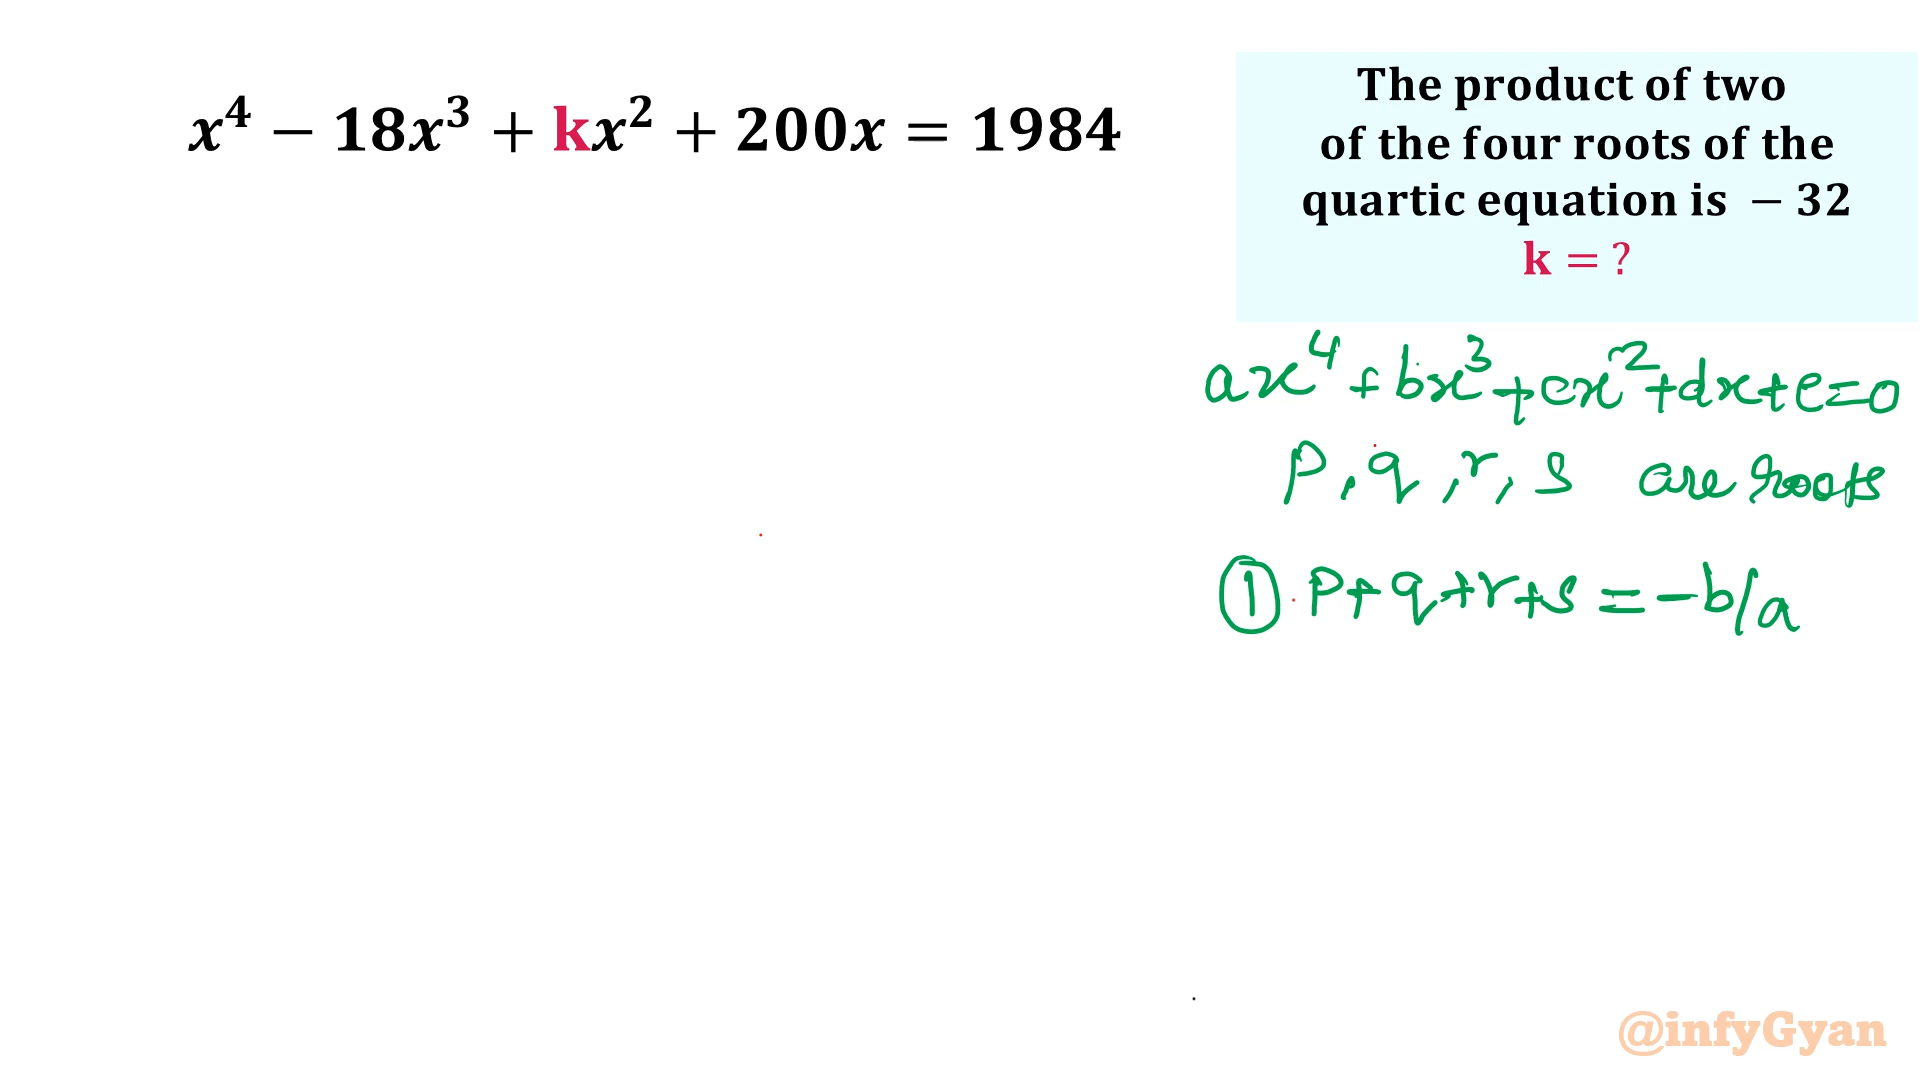 x⁴ − 18x³ + kx² + 200x = 1984
The product of two
of the four roots of the
quartic equation is − 32
k = ?
ax⁴ + bx³ + cx² + dx + e = 0
p, q, r, s are roots
① p + q + r + s = -b/a
@infyGyan